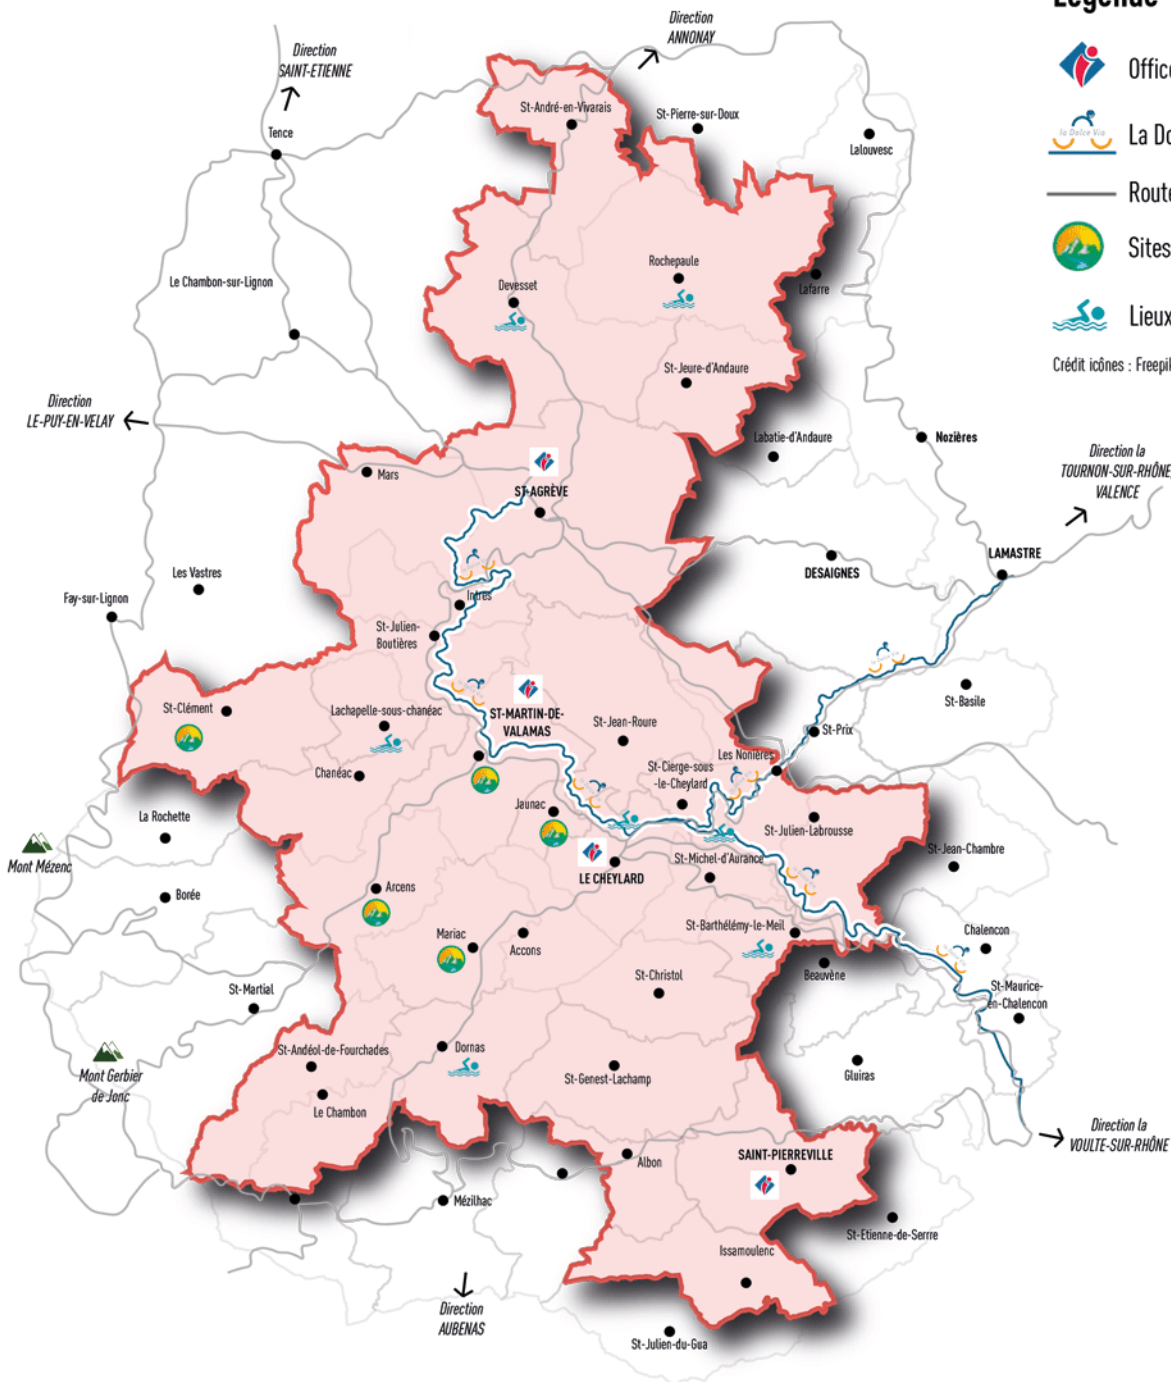 Légende
Direction
ANNONAY
Direction
SAINT-ETIENNE
Office
St-André-en-Vivarais
St-Pierre-sur-Doux
la Dolce Via
La Do
Tence
Lalouvesc
Route
Sites
Rochepaule
Le Chambon-sur-Lignon
Devesset
Lafarre
Lieux
Crédit icônes : Freepik
St-Jeure-d'Andaure
Direction
LE-PUY-EN-VELAY
Labatie-d'Andaure
Nozières
Direction la
TOURNON-SUR-RHÔNE,
VALENCE
Mars
ST-AGRÈVE
LAMASTRE
DESAIGNES
Les Vastres
Fay-sur-Lignon
Intres
St-Julien-
Boutières
St-Basile
St-Clément
Lachapelle-sous-chanéac
ST-MARTIN-DE-
VALAMAS
St-Jean-Roure
St-Prix
Les Nonières
St-Cierge-sous
-le-Cheylard
Chanéac
Jaunac
La Rochette
St-Julien-Labrousse
Mont Mézenc
St-Jean-Chambre
St-Michel-d'Aurance
LE CHEYLARD
Borée
Arcens
St-Barthélémy-le-Meil
Chalencon
Mariac
Accons
Beauvène
St-Christol
St-Martial
St-Maurice-
en-Chalencon
St-Andéol-de-Fourchades
Dornas
Gluiras
Mont Gerbier
de Jonc
St-Genest-Lachamp
Le Chambon
Direction la
VOULTE-SUR-RHÔNE
SAINT-PIERREVILLE
Albon
Mézilhac
St-Etienne-de-Serrre
Issamoulenc
Direction
AUBENAS
St-Julien-du-Gua